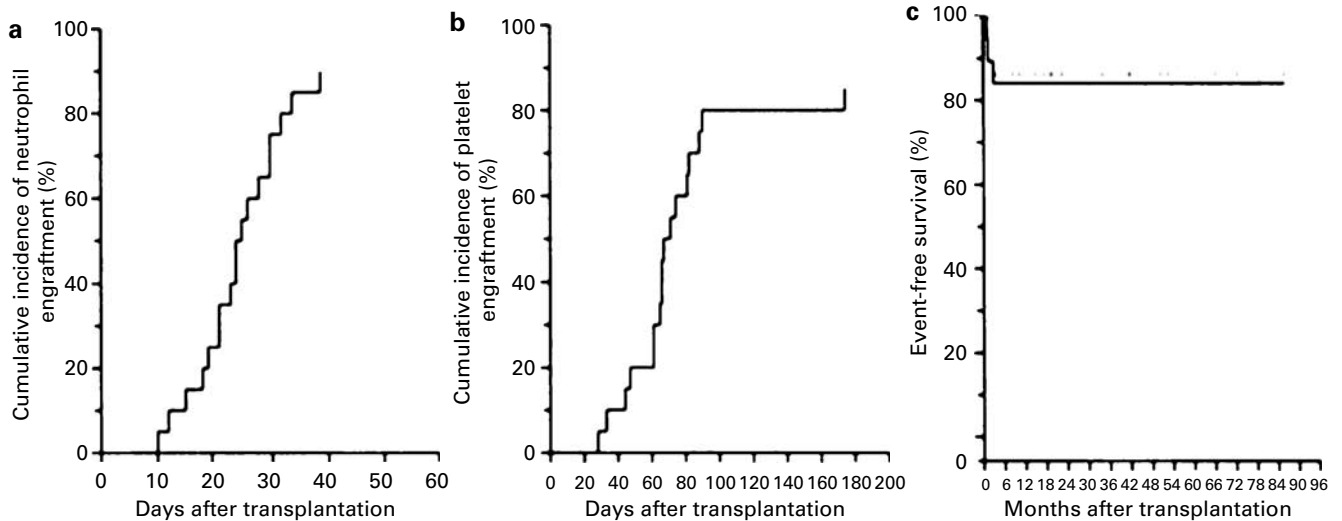 a
Cumulative incidence of neutrophil
engraftment (%)
100
80
60
40
20
0
0 10 20 30 40 50 60
Days after transplantation
b
Cumulative incidence of platelet
engraftment (%)
100
80
60
40
20
0
0 20 40 60 80 100 120 140 160 180 200
Days after transplantation
c
Event-free survival (%)
100
80
60
40
20
0
0 6 12 18 24 30 36 42 48 54 60 66 72 78 84 90 96
Months after transplantation